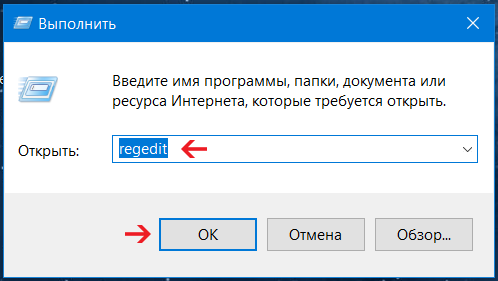 Выполнить
Введите имя программы, папки, документа или
ресурса Интернета, которые требуется открыть.
Открыть: regedit
OK Отмена Обзор...